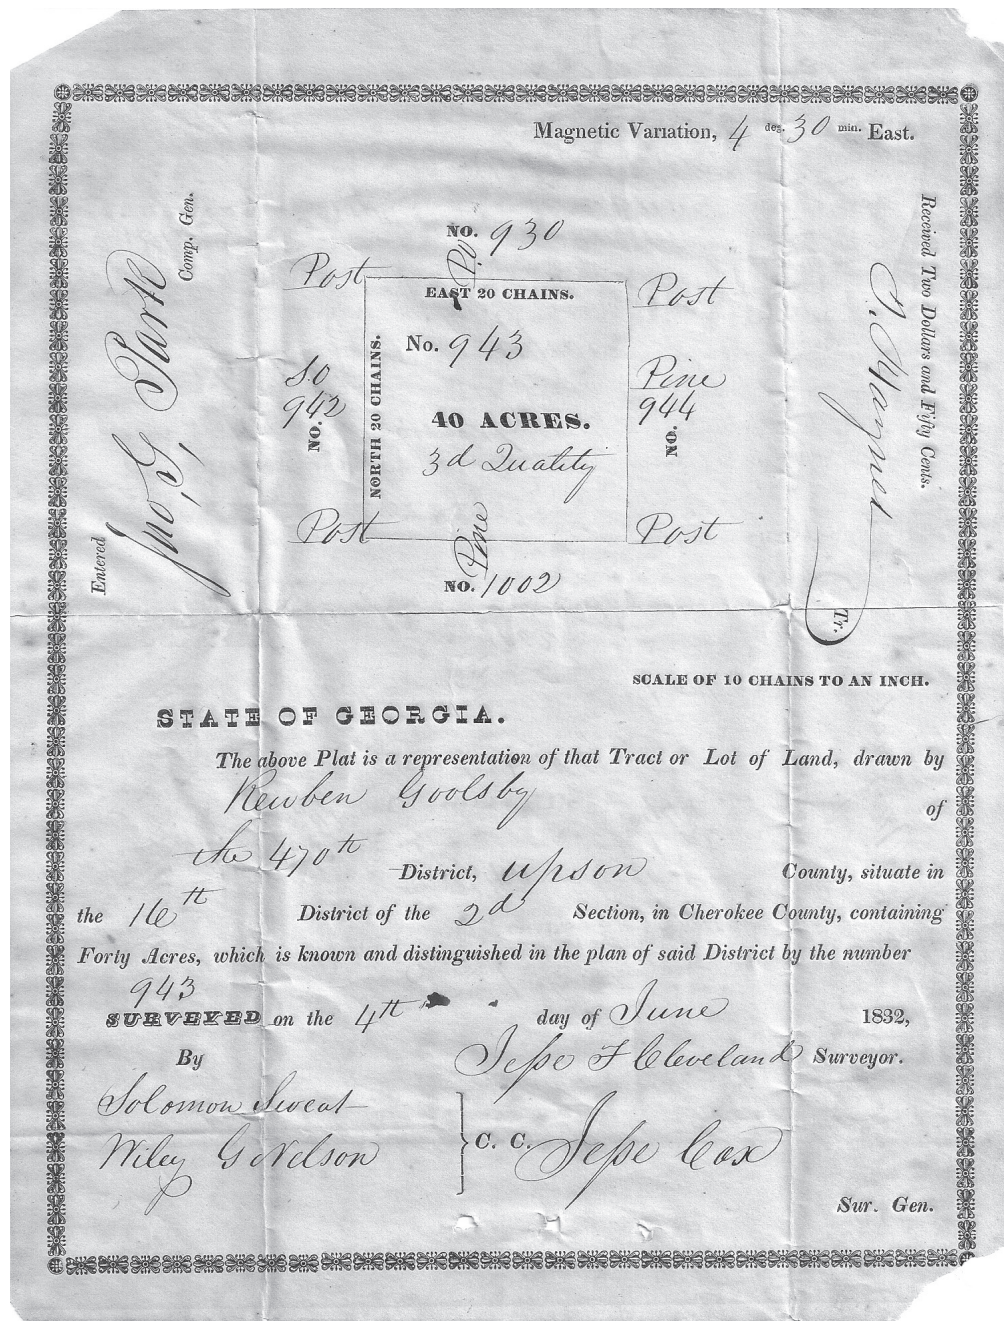 Magnetic Variation, 4 deg. 30 min. East.
Received Two Dollars and Fifty Cents.
Tr.
Entered
Jno, G, Park
Comp. Gen.
No. 930
P.O
Post
Post
EAST 20 CHAINS.
No. 943
NORTH 20 CHAINS.
40 ACRES.
3d Quality
942
No.
Pine
944
No.
Post
Post
Pine
No. 1002
SCALE OF 10 CHAINS TO AN INCH.
STATE OF GEORGIA.
The above Plat is a representation of that Tract or Lot of Land, drawn by
Reuben Goolsby of
the 470th District, Upson County, situate in
the 16th District of the 2d Section, in Cherokee County, containing
Forty Acres, which is known and distinguished in the plan of said District by the number
943
SURVEYED on the 4th day of June 1832,
By Jesse F Cleveland Surveyor.
Solomon Sweat
Wiley G Nelson
C. C. Jesse Cox
Sur. Gen.